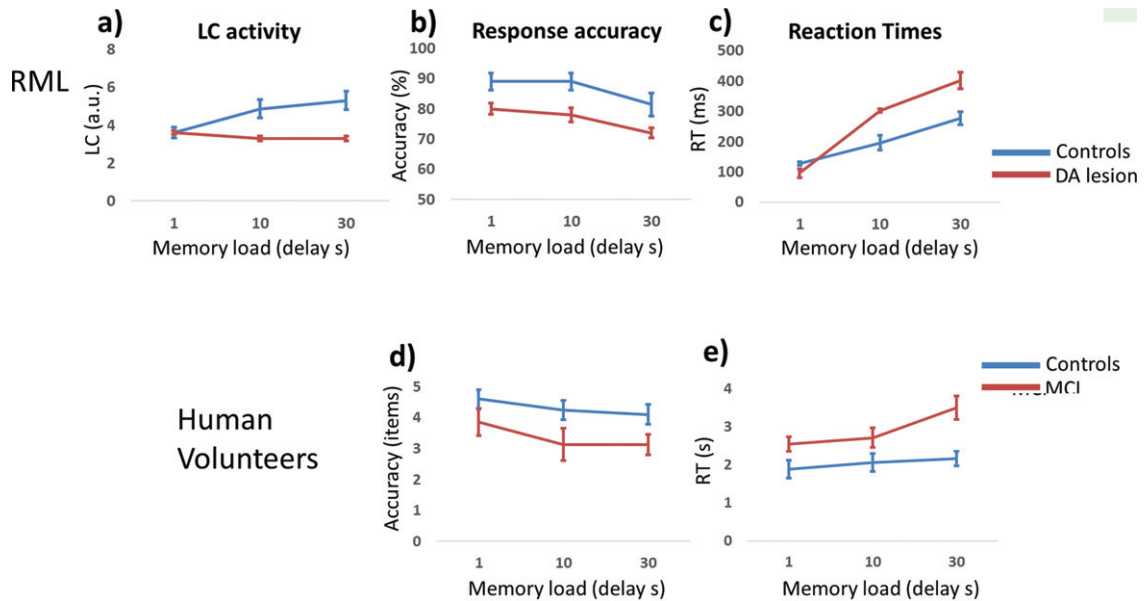 a) LC activity
8
6
4
2
0
LC (a.u.)
1 10 30
Memory load (delay s)
b) Response accuracy
100
90
80
70
60
50
Accuracy (%)
1 10 30
Memory load (delay s)
c) Reaction Times
500
400
300
200
100
0
RT (ms)
1 10 30
Memory load (delay s)
RML
Controls
DA lesion
Human
Volunteers
d)
5
4
3
2
1
0
Accuracy (items)
1 10 30
Memory load (delay s)
e)
4
3
2
1
0
RT (s)
1 10 30
Memory load (delay s)
Controls
MCI